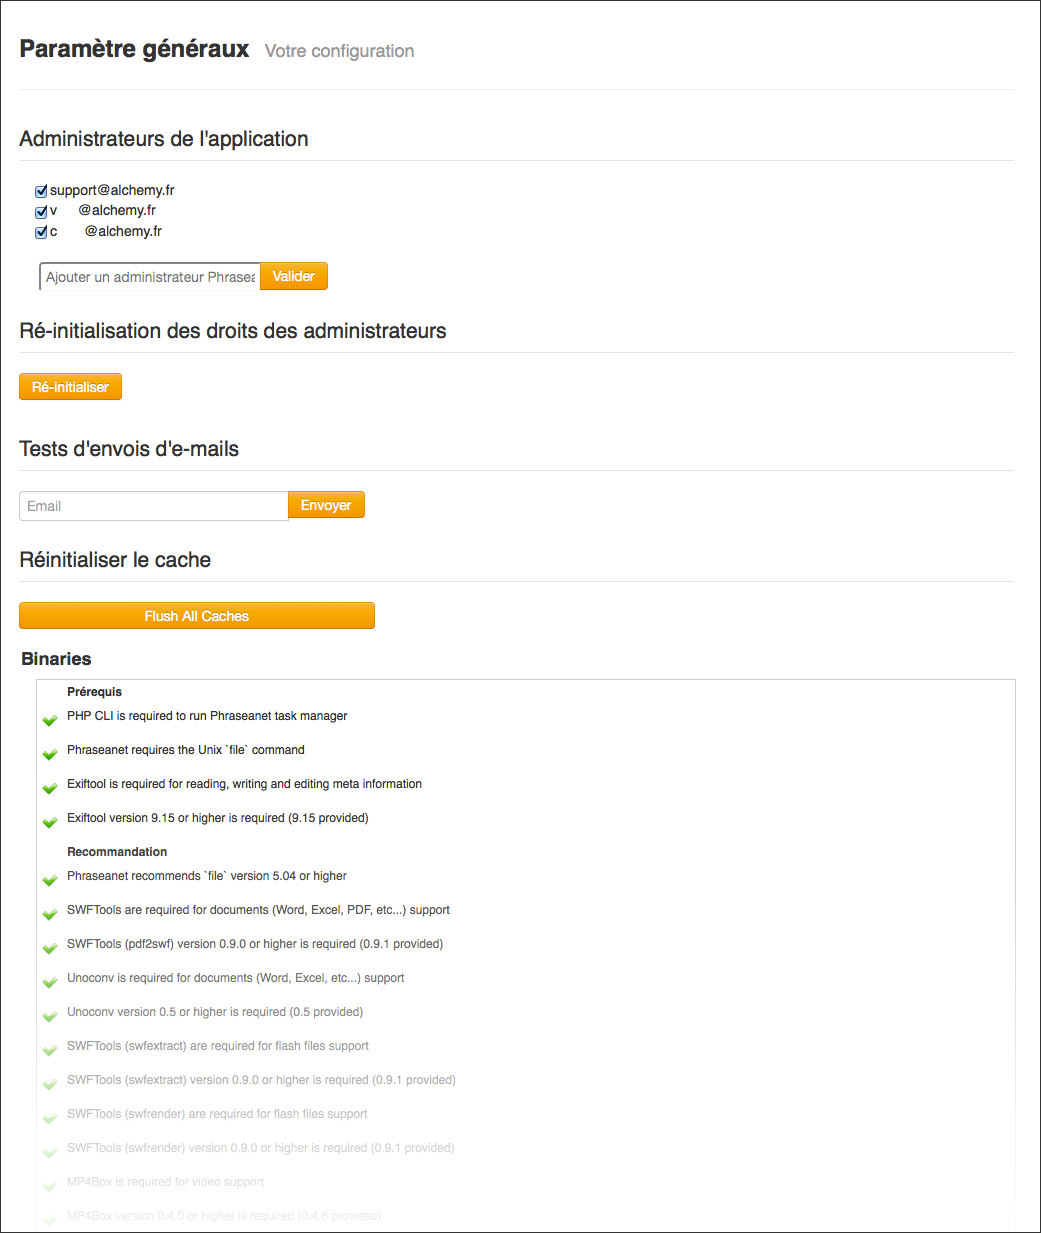 Paramètre généraux Votre configuration
Administrateurs de l'application
support@alchemy.fr
v @alchemy.fr
c @alchemy.fr
Ajouter un administrateur Phrasea Valider
Ré-initialisation des droits des administrateurs
Ré-initialiser
Tests d'envois d'e-mails
Email Envoyer
Réinitialiser le cache
Flush All Caches
Binaries
Prérequis
PHP CLI is required to run Phraseanet task manager
Phraseanet requires the Unix `file` command
Exiftool is required for reading, writing and editing meta information
Exiftool version 9.15 or higher is required (9.15 provided)
Recommandation
Phraseanet recommends `file` version 5.04 or higher
SWFTools are required for documents (Word, Excel, PDF, etc...) support
SWFTools (pdf2swf) version 0.9.0 or higher is required (0.9.1 provided)
Unoconv is required for documents (Word, Excel, etc...) support
Unoconv version 0.5 or higher is required (0.5 provided)
SWFTools (swfextract) are required for flash files support
SWFTools (swfextract) version 0.9.0 or higher is required (0.9.1 provided)
SWFTools (swfrender) are required for flash files support
SWFTools (swfrender) version 0.9.0 or higher is required (0.9.1 provided)
MP4Box is required for video support
MP4Box version 0.4.0 or higher is required (0.4.6 provided)